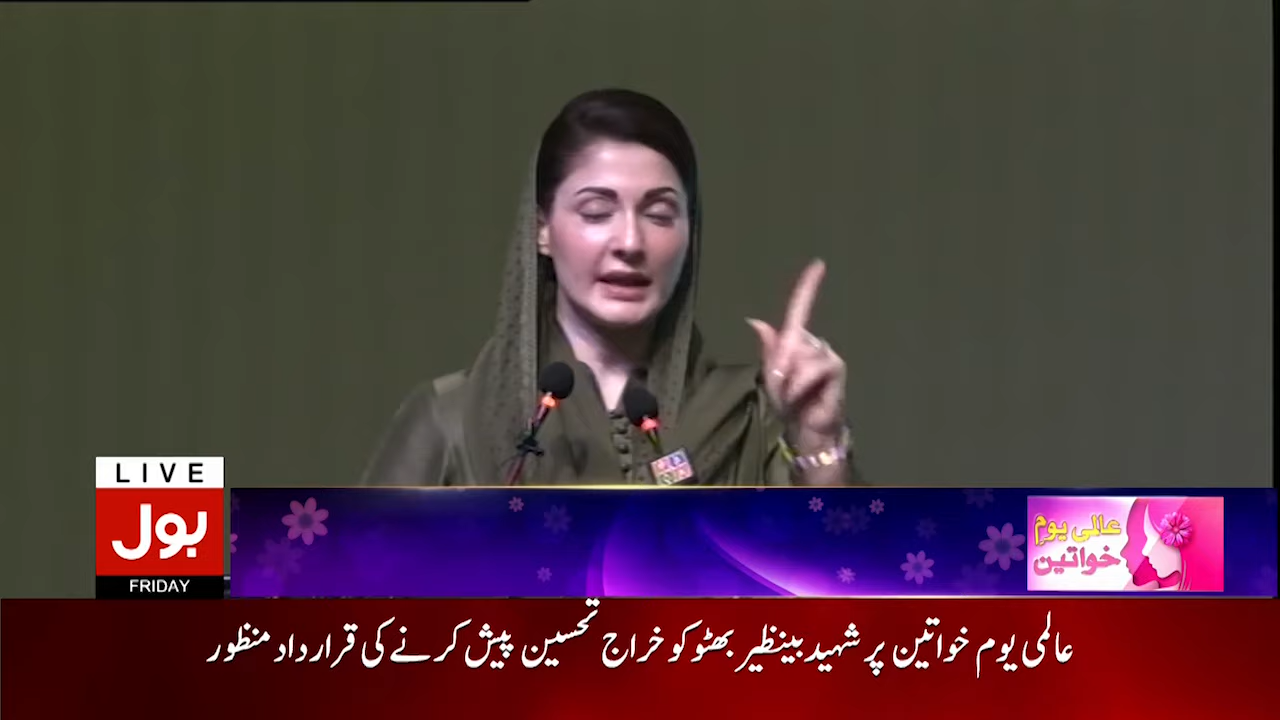 LIVE
بول
FRIDAY
عالمی یوم
خواتین
عالمی یوم خواتین پر شہید بینظیر بھٹو کو خراج تحسین پیش کرنے کی قرارداد منظور